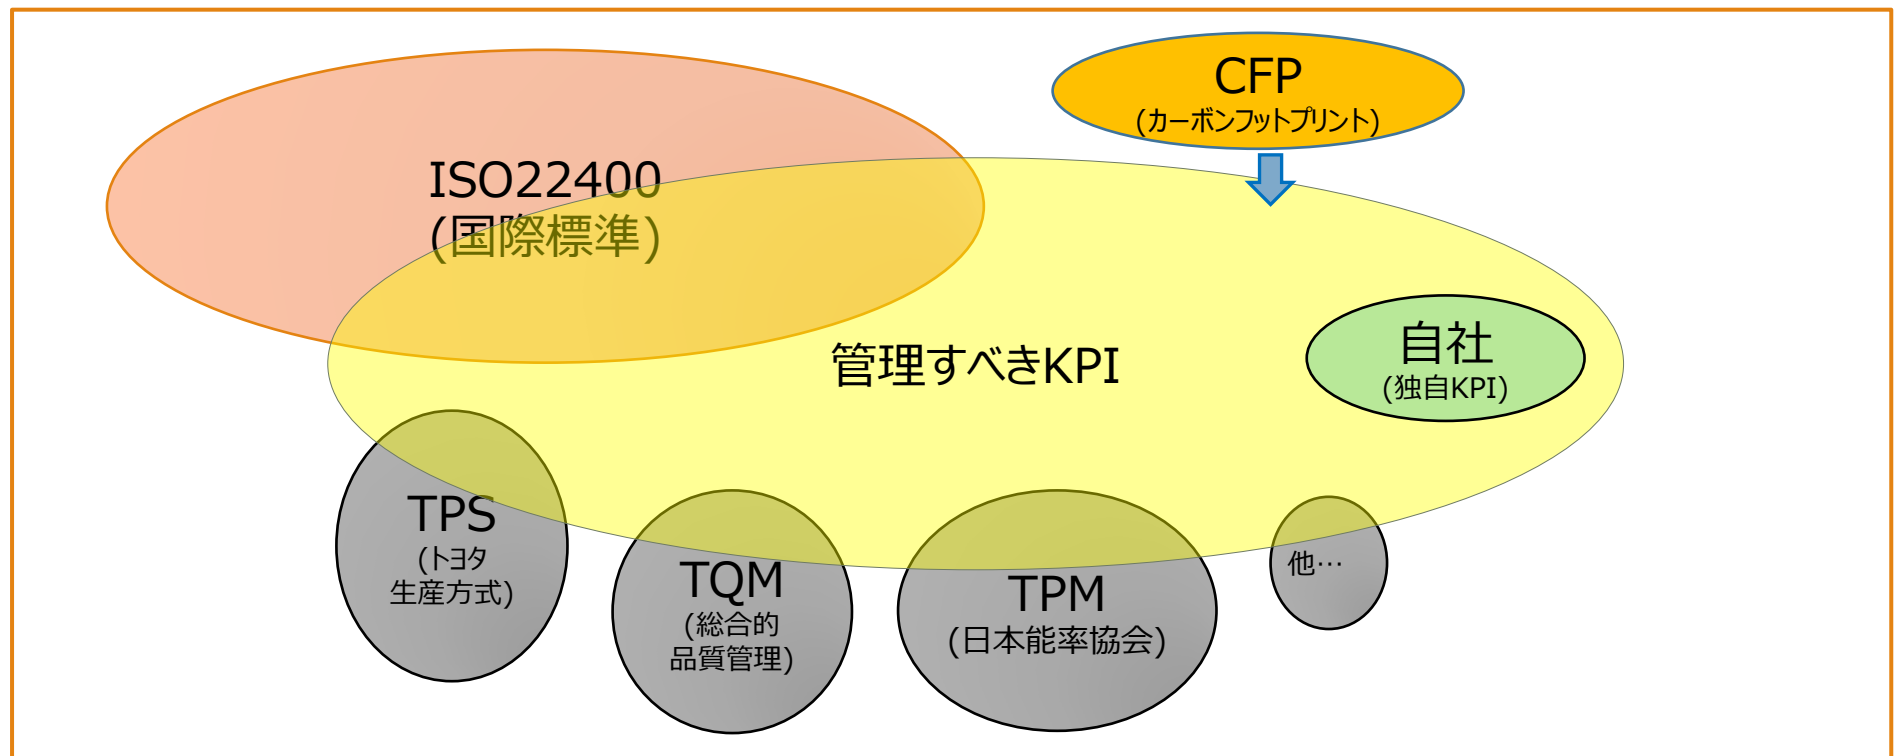 CFP
(カーボンフットプリント)
ISO22400
(国際標準)
管理すべきKPI
自社
(独自KPI)
TPS
(トヨタ
生産方式)
TQM
(総合的
品質管理)
TPM
(日本能率協会)
他…